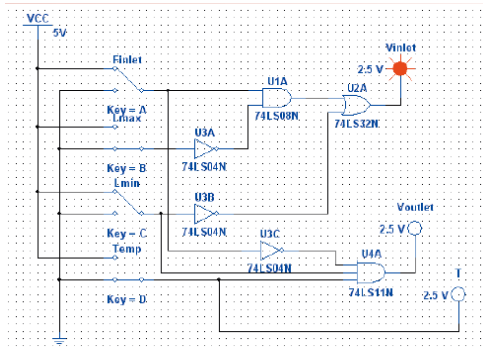 VCC
5V
Finlet
Key = A
Lmax
Key = B
Lmin
Key = C
Temp
Key = D
U1A
74LS08N
U2A
74LS32N
Vinlet
2.5 V
U3A
74LS04N
U3B
74LS04N
U3C
74LS04N
U4A
74LS11N
Voutlet
2.5 V
T
2.5 V